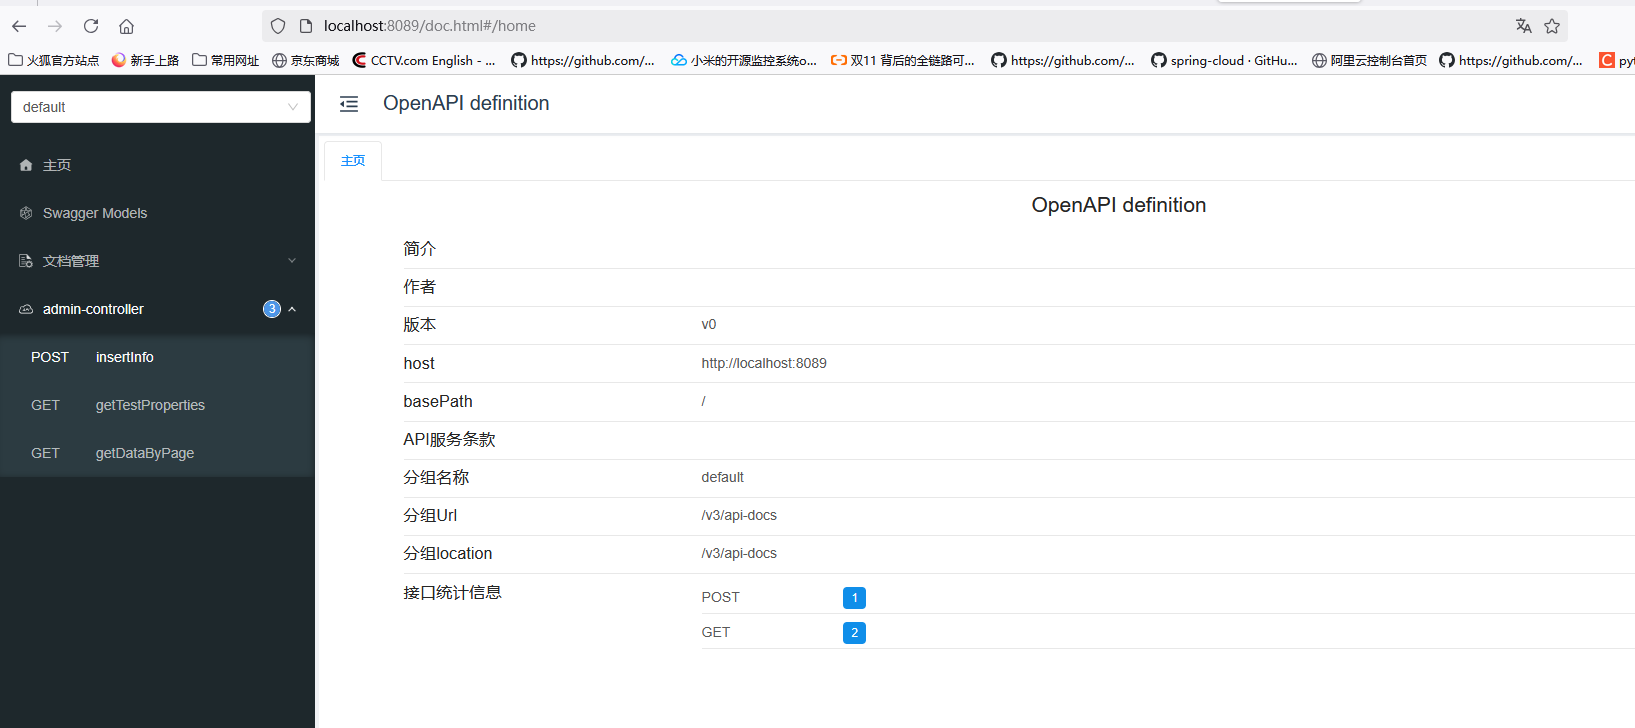 localhost:8089/doc.html#/home
火狐官方站点 新手上路 常用网址 京东商城 CCTV.com English - ... https://github.com/... 小米的开源监控系统o... 双11 背后的全链路可... https://github.com/... spring-cloud · GitHu... 阿里云控制台首页 https://github.com/... C
default
OpenAPI definition
主页
主页
Swagger Models
文档管理
admin-controller 3
POST insertInfo
GET getTestProperties
GET getDataByPage
OpenAPI definition
简介
作者
版本 v0
host http://localhost:8089
basePath /
API服务条款
分组名称 default
分组Url /v3/api-docs
分组location /v3/api-docs
接口统计信息
POST 1
GET 2